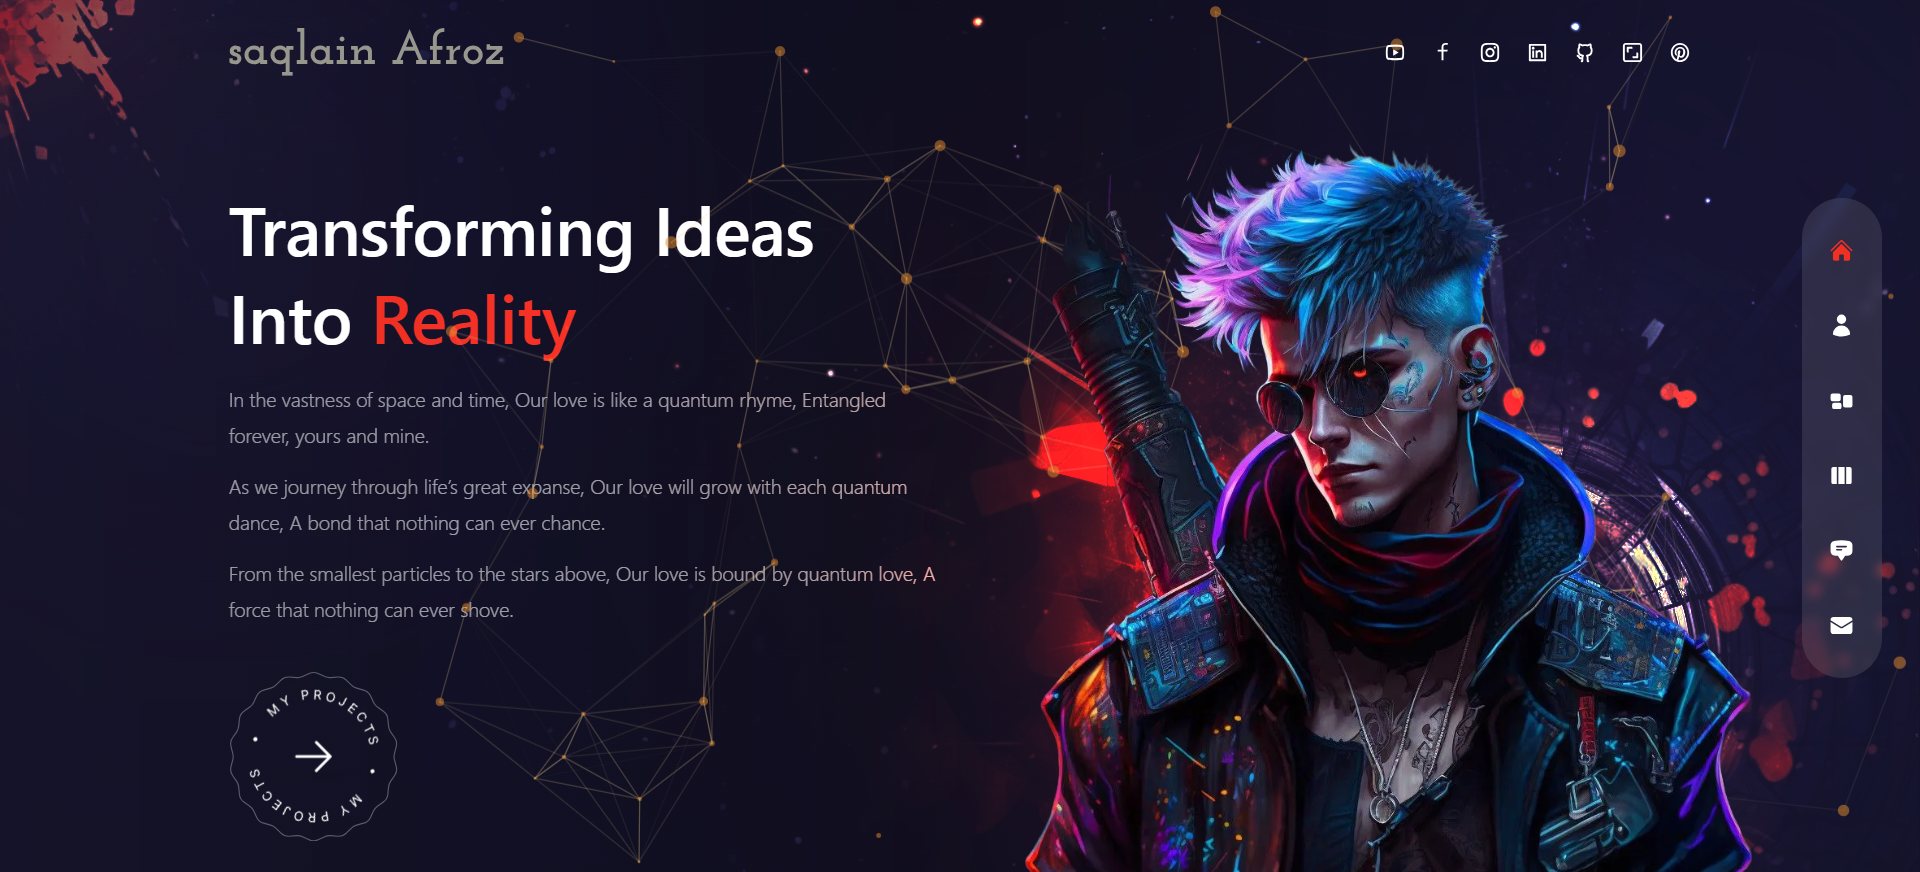 saqlain Afroz
Transforming Ideas
Into Reality
In the vastness of space and time, Our love is like a quantum rhyme, Entangled
forever, yours and mine.
As we journey through life’s great expanse, Our love will grow with each quantum
dance, A bond that nothing can ever chance.
From the smallest particles to the stars above, Our love is bound by quantum love, A
force that nothing can ever shove.
MY PROJECTS • MY PROJECTS •